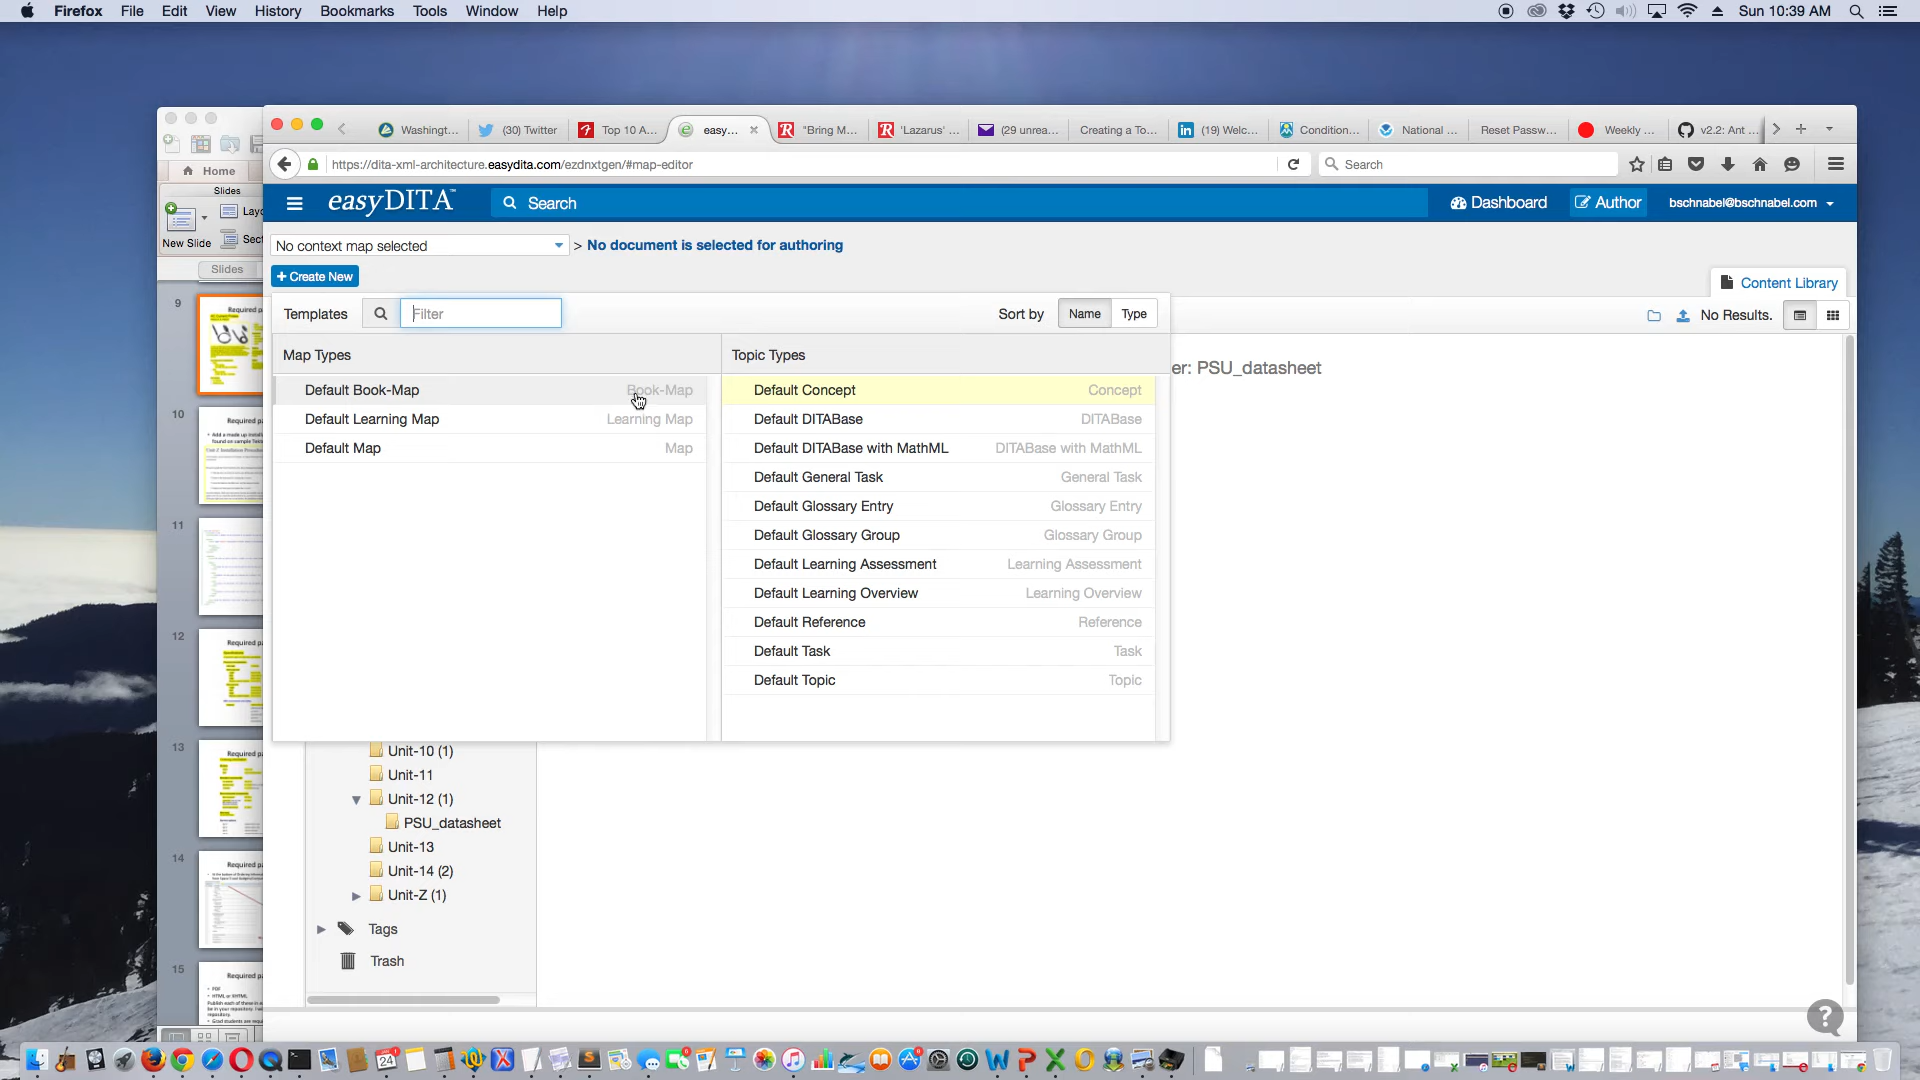 Firefox File Edit View History Bookmarks Tools Window Help Sun 10:39 AM
Washingt... (30) Twitter Top 10 A... easy... "Bring M... 'Lazarus' ... (29 unrea... Creating a To... (19) Welc... Condition... National ... Reset Passw... Weekly ... v2.2: Ant ...
https://dita-xml-architecture.easydita.com/ezdnxtgen/#map-editor Search
Home
Slides
New Slide
Slides
easyDITA™ Search Dashboard Author bschnabel@bschnabel.com
No context map selected > No document is selected for authoring
+ Create New
Content Library
Templates Filter Sort by Name Type No Results.
Map Types Topic Types
er: PSU_datasheet
Default Book-Map Book-Map Default Concept Concept
Default Learning Map Learning Map Default DITABase DITABase
Default Map Map Default DITABase with MathML DITABase with MathML
Default General Task General Task
Default Glossary Entry Glossary Entry
Default Glossary Group Glossary Group
Default Learning Assessment Learning Assessment
Default Learning Overview Learning Overview
Default Reference Reference
Default Task Task
Default Topic Topic
Unit-10 (1)
Unit-11
Unit-12 (1)
PSU_datasheet
Unit-13
Unit-14 (2)
Unit-Z (1)
Tags
Trash
9
10
11
12
13
14
15
?